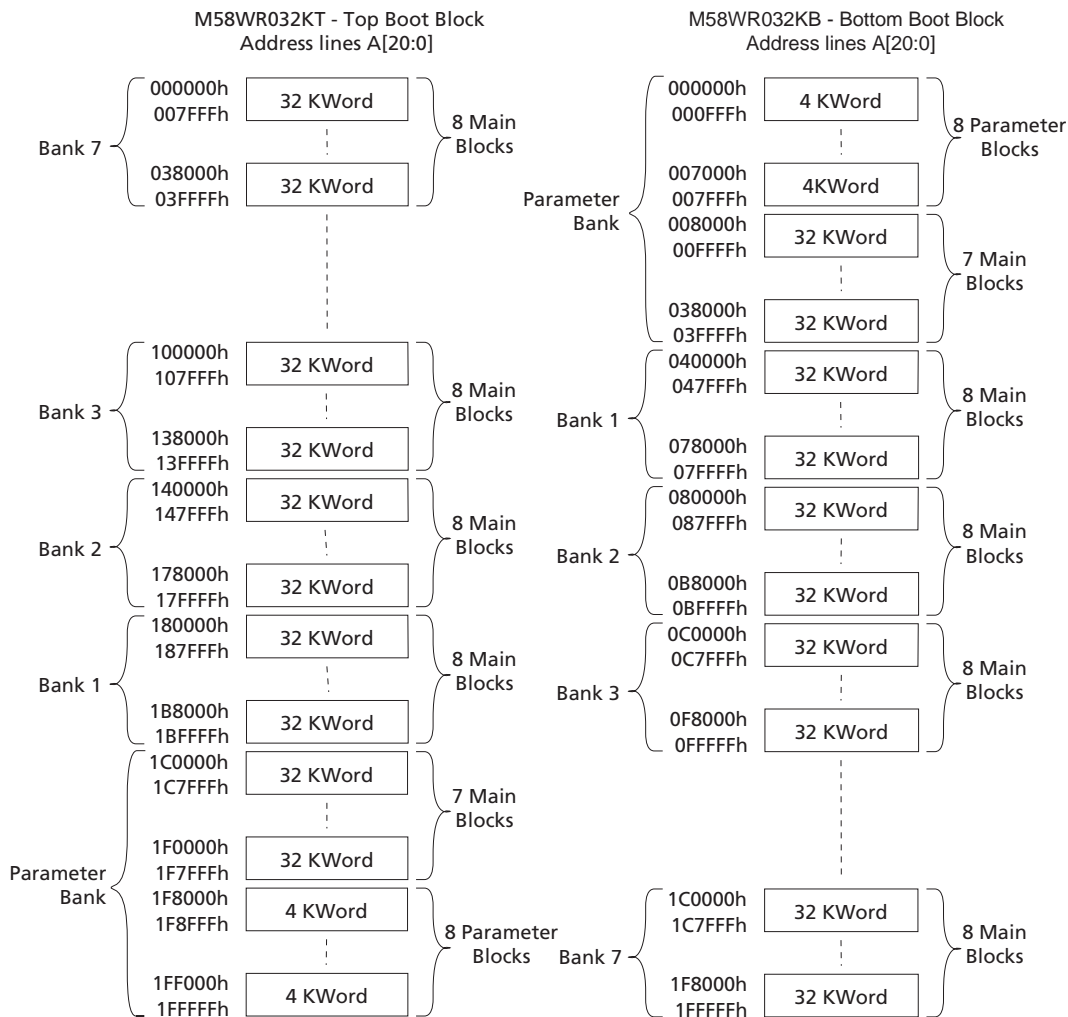 M58WR032KT - Top Boot Block
Address lines A[20:0]
Bank 7
000000h
007FFFh
32 KWord
038000h
03FFFFh
32 KWord
8 Main
Blocks
Bank 3
100000h
107FFFh
32 KWord
138000h
13FFFFh
32 KWord
8 Main
Blocks
Bank 2
140000h
147FFFh
32 KWord
178000h
17FFFFh
32 KWord
8 Main
Blocks
Bank 1
180000h
187FFFh
32 KWord
1B8000h
1BFFFFh
32 KWord
8 Main
Blocks
Parameter
Bank
1C0000h
1C7FFFh
32 KWord
1F0000h
1F7FFFh
32 KWord
7 Main
Blocks
1F8000h
1F8FFFh
4 KWord
1FF000h
1FFFFFh
4 KWord
8 Parameter
Blocks
M58WR032KB - Bottom Boot Block
Address lines A[20:0]
Parameter
Bank
000000h
000FFFh
4 KWord
007000h
007FFFh
4KWord
8 Parameter
Blocks
008000h
00FFFFh
32 KWord
038000h
03FFFFh
32 KWord
7 Main
Blocks
Bank 1
040000h
047FFFh
32 KWord
078000h
07FFFFh
32 KWord
8 Main
Blocks
Bank 2
080000h
087FFFh
32 KWord
0B8000h
0BFFFFh
32 KWord
8 Main
Blocks
Bank 3
0C0000h
0C7FFFh
32 KWord
0F8000h
0FFFFFh
32 KWord
8 Main
Blocks
Bank 7
1C0000h
1C7FFFh
32 KWord
1F8000h
1FFFFFh
32 KWord
8 Main
Blocks